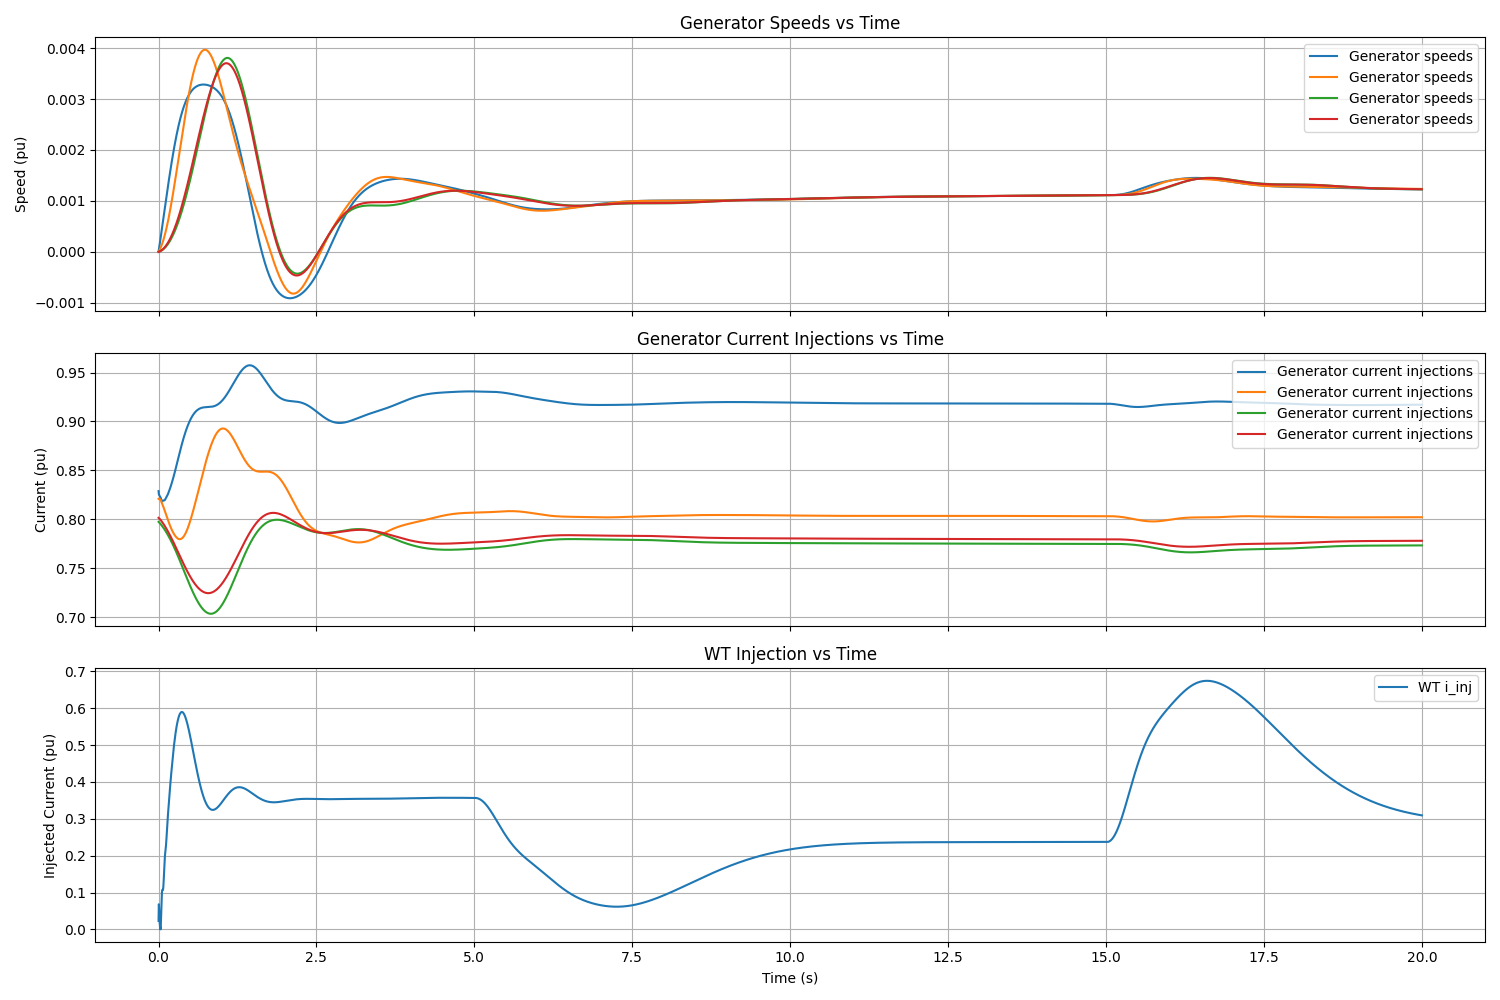 Generator Speeds vs Time
Speed (pu)
0.004
0.003
0.002
0.001
0.000
−0.001
Generator speeds
Generator speeds
Generator speeds
Generator speeds
Generator Current Injections vs Time
Current (pu)
0.95
0.90
0.85
0.80
0.75
0.70
Generator current injections
Generator current injections
Generator current injections
Generator current injections
WT Injection vs Time
Injected Current (pu)
0.7
0.6
0.5
0.4
0.3
0.2
0.1
0.0
WT i_inj
0.0 2.5 5.0 7.5 10.0 12.5 15.0 17.5 20.0
Time (s)